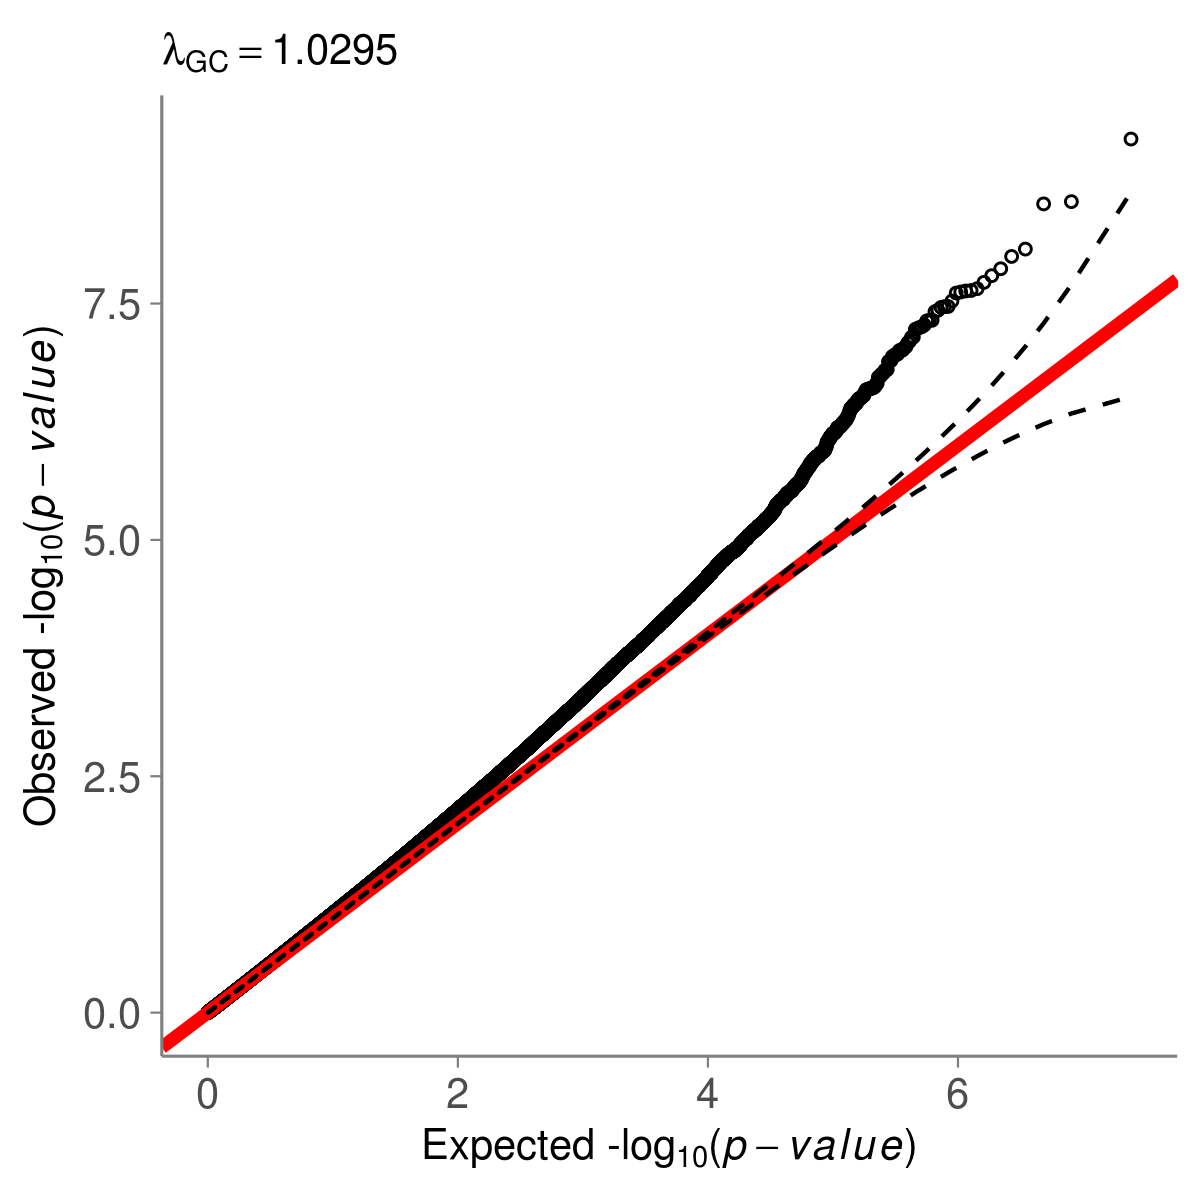 λGC = 1.0295
Observed -log10(p − value)
7.5
5.0
2.5
0.0
0 2 4 6
Expected -log10(p − value)